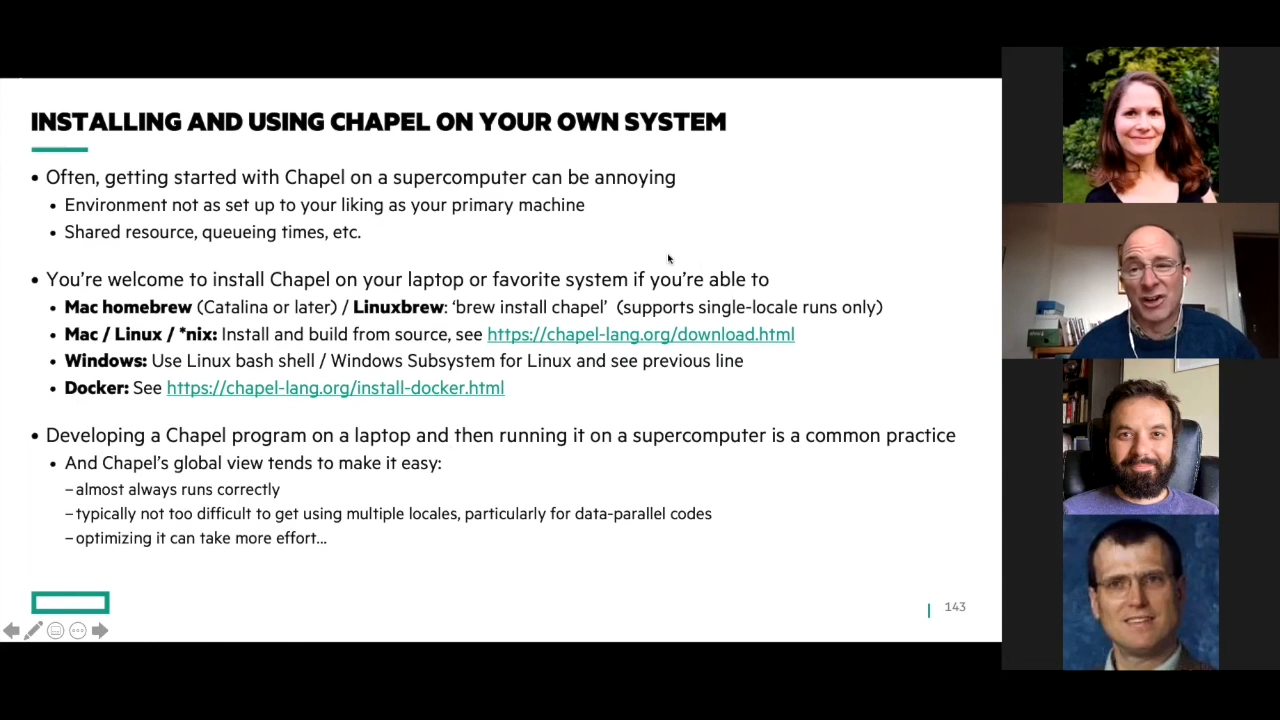 INSTALLING AND USING CHAPEL ON YOUR OWN SYSTEM
• Often, getting started with Chapel on a supercomputer can be annoying
• Environment not as set up to your liking as your primary machine
• Shared resource, queueing times, etc.
• You’re welcome to install Chapel on your laptop or favorite system if you’re able to
• Mac homebrew (Catalina or later) / Linuxbrew: ‘brew install chapel’ (supports single-locale runs only)
• Mac / Linux / *nix: Install and build from source, see https://chapel-lang.org/download.html
• Windows: Use Linux bash shell / Windows Subsystem for Linux and see previous line
• Docker: See https://chapel-lang.org/install-docker.html
• Developing a Chapel program on a laptop and then running it on a supercomputer is a common practice
• And Chapel’s global view tends to make it easy:
– almost always runs correctly
– typically not too difficult to get using multiple locales, particularly for data-parallel codes
– optimizing it can take more effort…
143